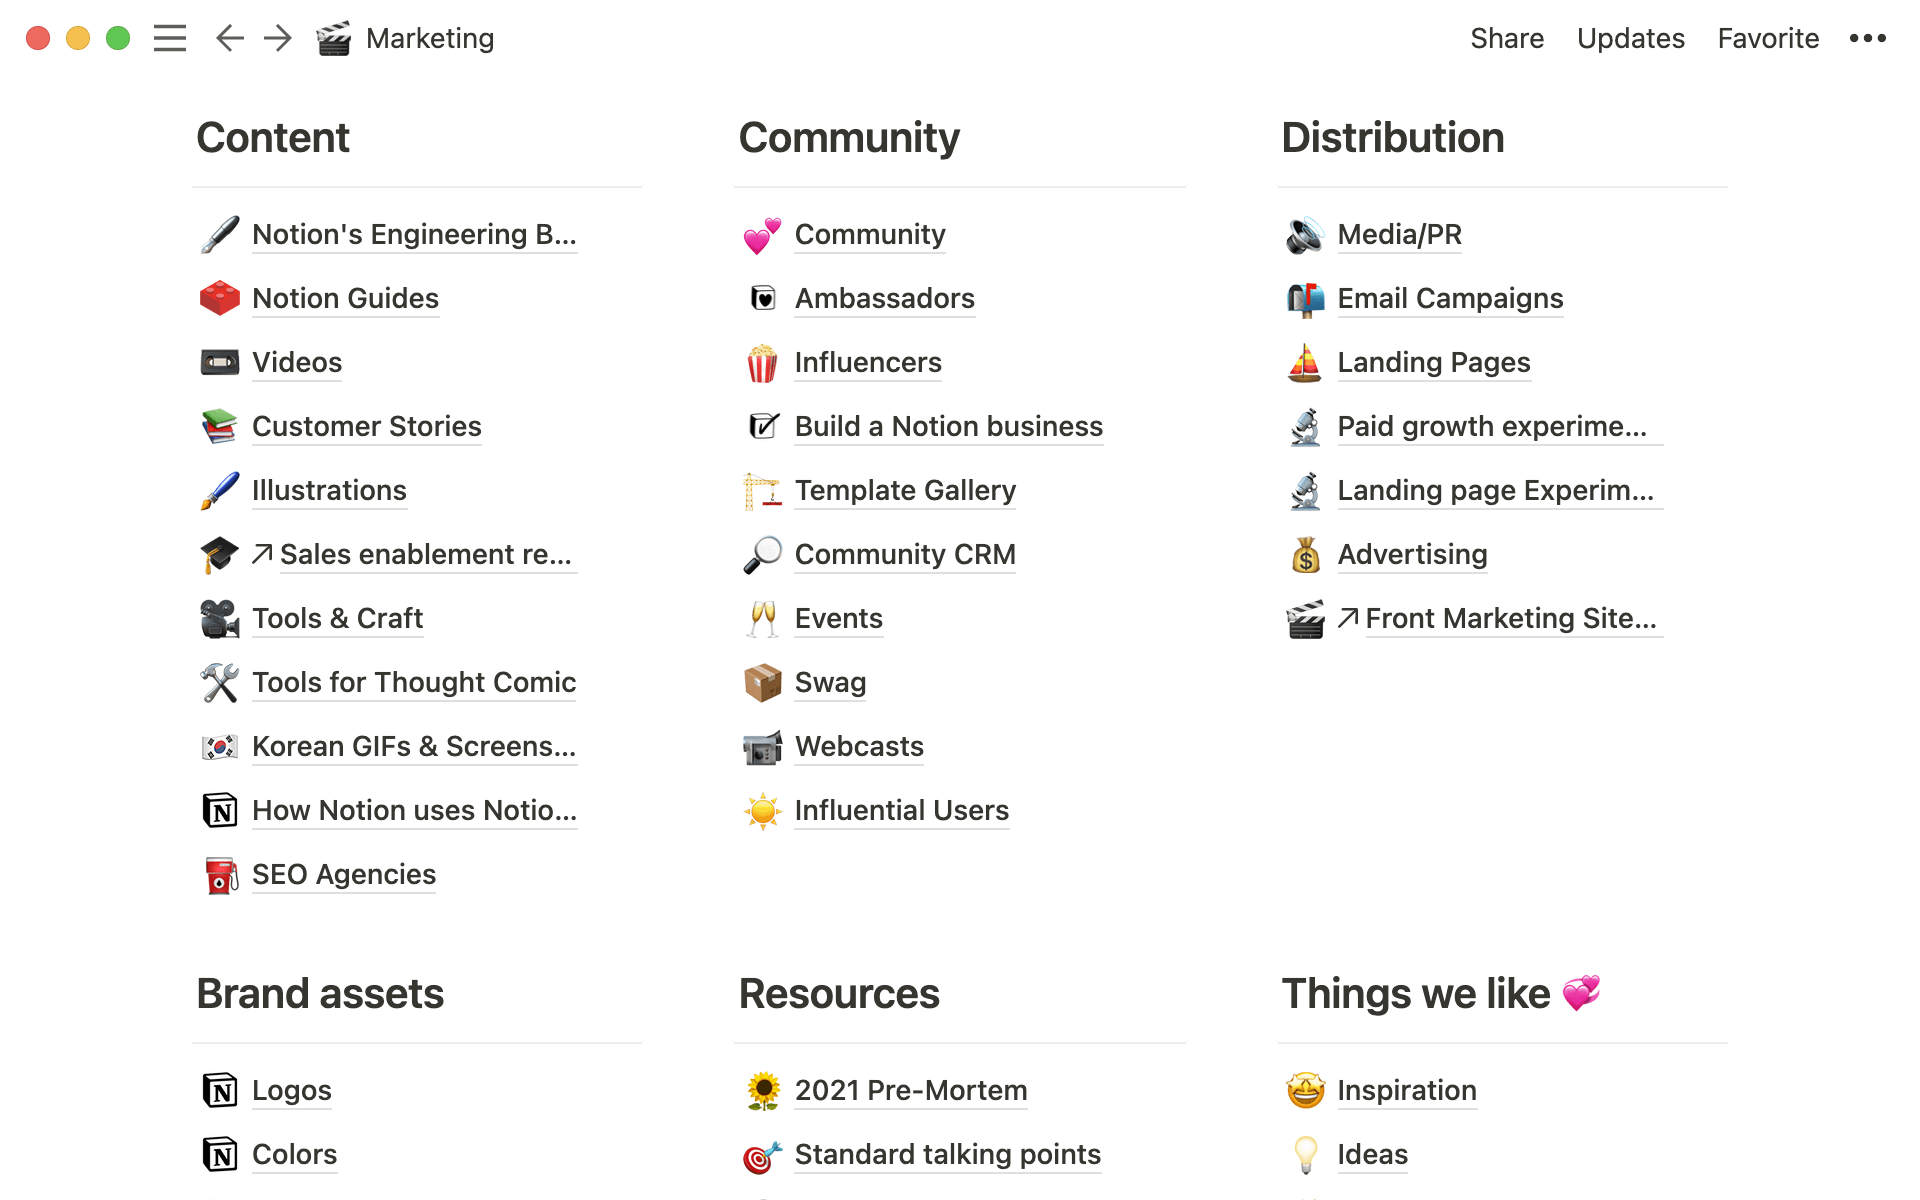 Marketing
Share Updates Favorite
Content
Notion's Engineering B...
Notion Guides
Videos
Customer Stories
Illustrations
Sales enablement re...
Tools & Craft
Tools for Thought Comic
Korean GIFs & Screens...
How Notion uses Notio...
SEO Agencies
Community
Community
Ambassadors
Influencers
Build a Notion business
Template Gallery
Community CRM
Events
Swag
Webcasts
Influential Users
Distribution
Media/PR
Email Campaigns
Landing Pages
Paid growth experime...
Landing page Experim...
Advertising
Front Marketing Site...
Brand assets
Logos
Colors
Resources
2021 Pre-Mortem
Standard talking points
Things we like 💞
Inspiration
Ideas